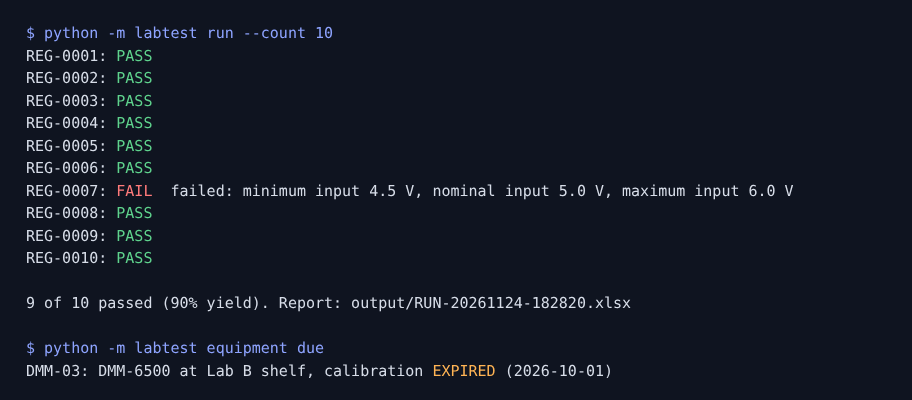 $ python -m labtest run --count 10
REG-0001: PASS
REG-0002: PASS
REG-0003: PASS
REG-0004: PASS
REG-0005: PASS
REG-0006: PASS
REG-0007: FAIL  failed: minimum input 4.5 V, nominal input 5.0 V, maximum input 6.0 V
REG-0008: PASS
REG-0009: PASS
REG-0010: PASS
9 of 10 passed (90% yield). Report: output/RUN-20261124-182820.xlsx
$ python -m labtest equipment due
DMM-03: DMM-6500 at Lab B shelf, calibration EXPIRED (2026-10-01)